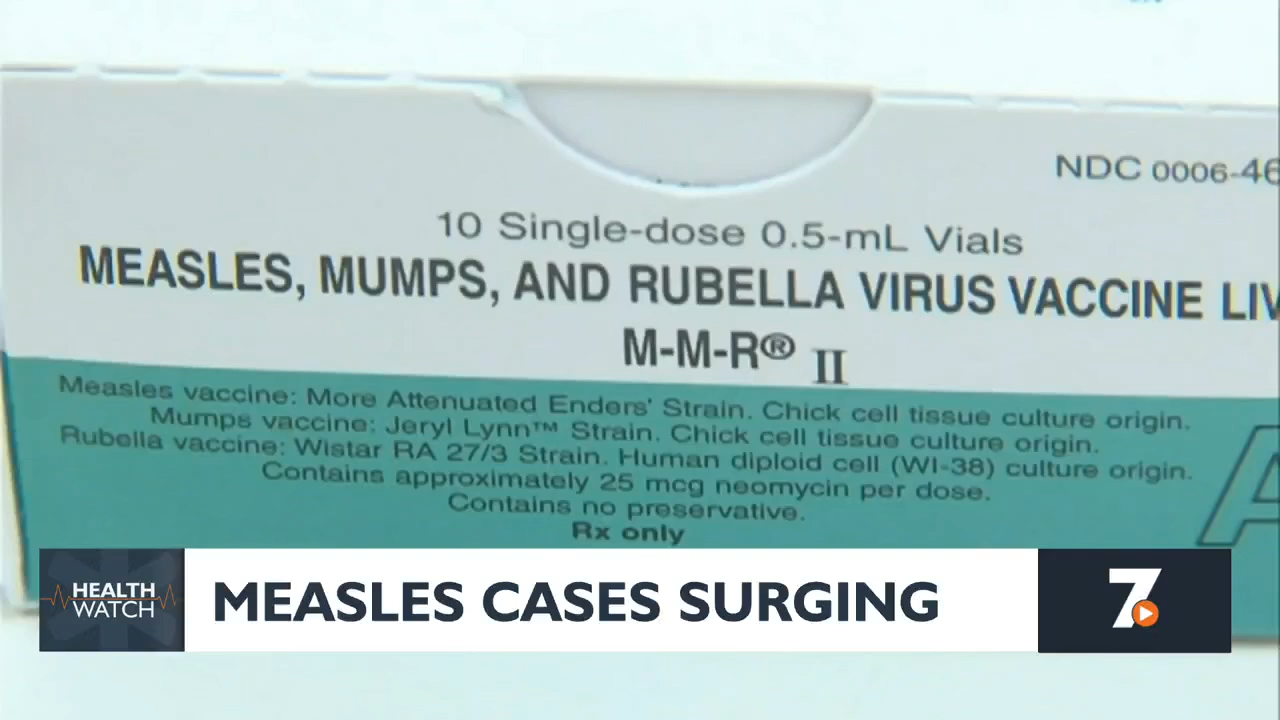 NDC 0006-46
10 Single-dose 0.5-mL Vials
MEASLES, MUMPS, AND RUBELLA VIRUS VACCINE LIV
M-M-R® II
Measles vaccine: More Attenuated Enders' Strain. Chick cell tissue culture origin.
Mumps vaccine: Jeryl Lynn™ Strain. Chick cell tissue culture origin.
Rubella vaccine: Wistar RA 27/3 Strain. Human diploid cell (WI-38) culture origin.
Contains approximately 25 mcg neomycin per dose.
Contains no preservative.
Rx only
HEALTH
WATCH
MEASLES CASES SURGING
7